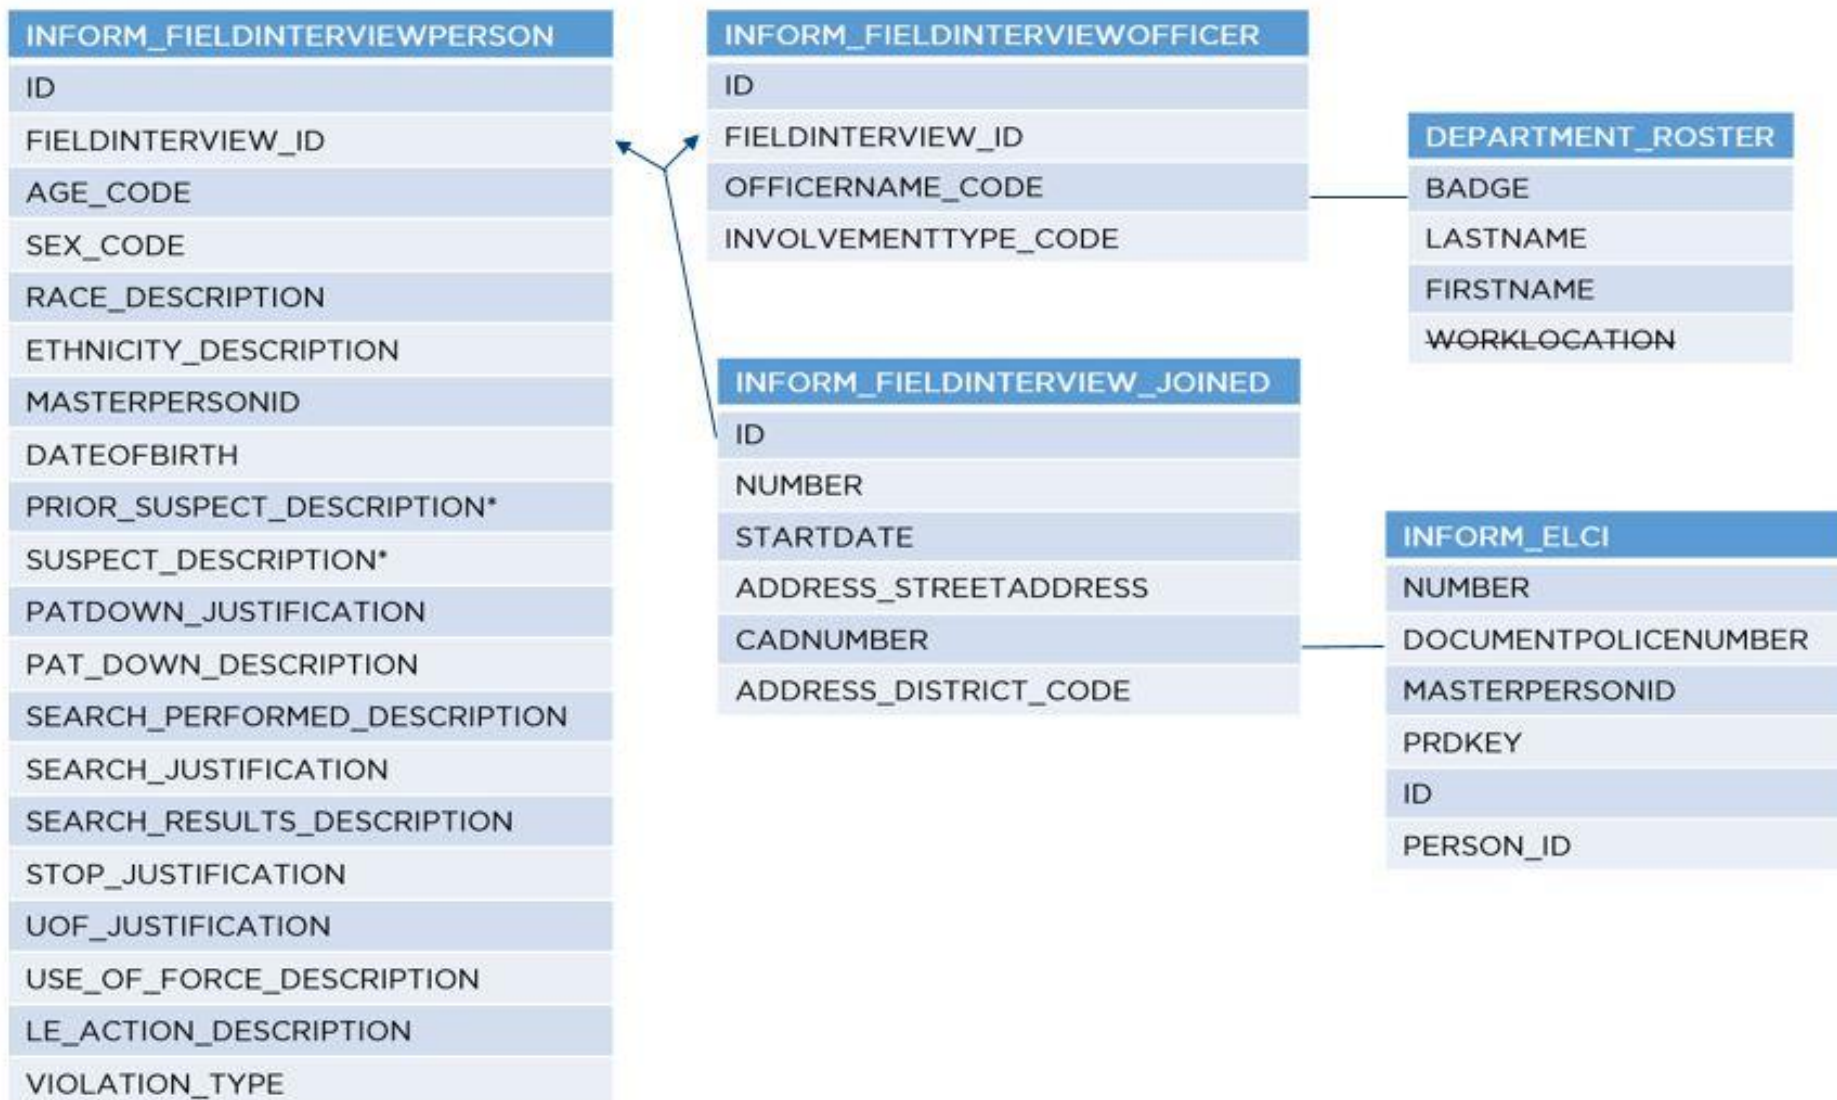 INFORM_FIELDINTERVIEWPERSON
ID
FIELDINTERVIEW_ID
AGE_CODE
SEX_CODE
RACE_DESCRIPTION
ETHNICITY_DESCRIPTION
MASTERPERSONID
DATEOFBIRTH
PRIOR_SUSPECT_DESCRIPTION*
SUSPECT_DESCRIPTION*
PATDOWN_JUSTIFICATION
PAT_DOWN_DESCRIPTION
SEARCH_PERFORMED_DESCRIPTION
SEARCH_JUSTIFICATION
SEARCH_RESULTS_DESCRIPTION
STOP_JUSTIFICATION
UOF_JUSTIFICATION
USE_OF_FORCE_DESCRIPTION
LE_ACTION_DESCRIPTION
VIOLATION_TYPE
INFORM_FIELDINTERVIEWOFFICER
ID
FIELDINTERVIEW_ID
OFFICERNAME_CODE
INVOLVEMENTTYPE_CODE
DEPARTMENT_ROSTER
BADGE
LASTNAME
FIRSTNAME
WORKLOCATION
INFORM_FIELDINTERVIEW_JOINED
ID
NUMBER
STARTDATE
ADDRESS_STREETADDRESS
CADNUMBER
ADDRESS_DISTRICT_CODE
INFORM_ELCI
NUMBER
DOCUMENTPOLICENUMBER
MASTERPERSONID
PRDKEY
ID
PERSON_ID